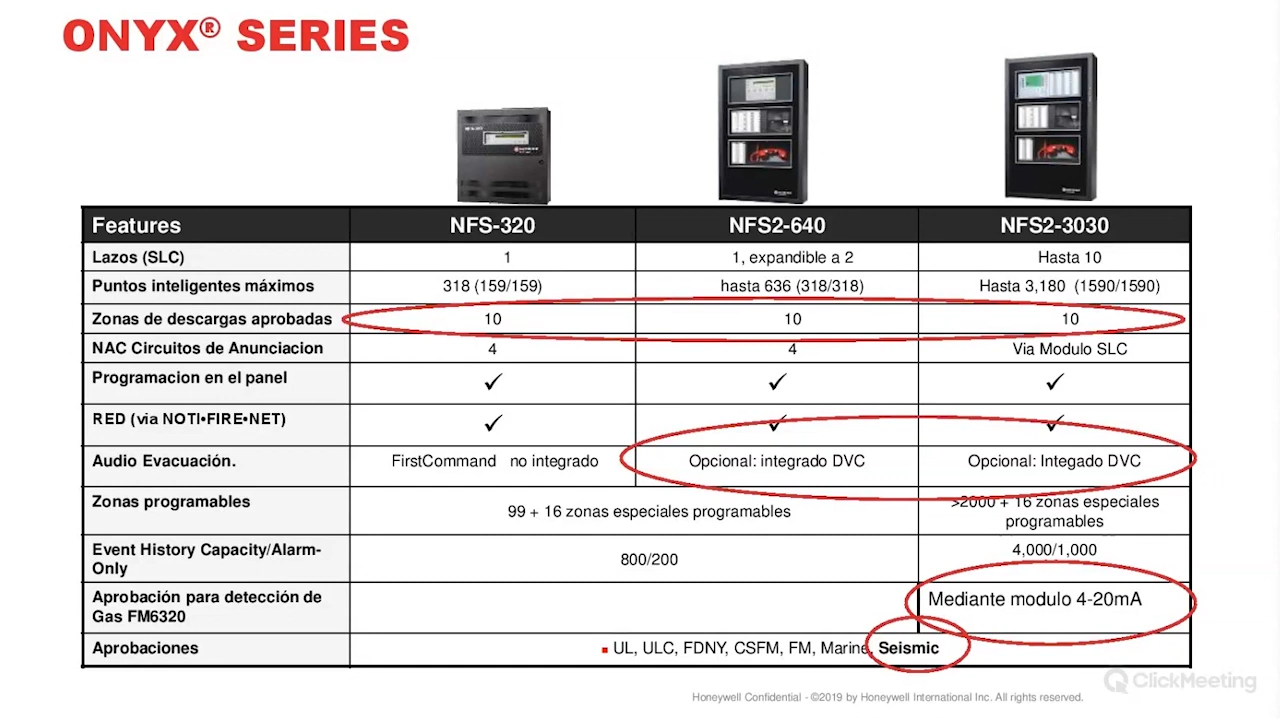 ONYX® SERIES
Features NFS-320 NFS2-640 NFS2-3030
Lazos (SLC) 1 1, expandible a 2 Hasta 10
Puntos inteligentes máximos 318 (159/159) hasta 636 (318/318) Hasta 3,180 (1590/1590)
Zonas de descargas aprobadas 10 10 10
NAC Circuitos de Anunciacion 4 4 Via Modulo SLC
Programacion en el panel ✓ ✓ ✓
RED (via NOTI•FIRE•NET) ✓ ✓ ✓
Audio Evacuación. FirstCommand no integrado Opcional: integrado DVC Opcional: Integado DVC
Zonas programables 99 + 16 zonas especiales programables >2000 + 16 zonas especiales
programables
Event History Capacity/Alarm-
Only 800/200 4,000/1,000
Aprobación para detección de
Gas FM6320 Mediante modulo 4-20mA
Aprobaciones ▪ UL, ULC, FDNY, CSFM, FM, Marine, Seismic
ClickMeeting
Honeywell Confidential - ©2019 by Honeywell International Inc. All rights reserved.